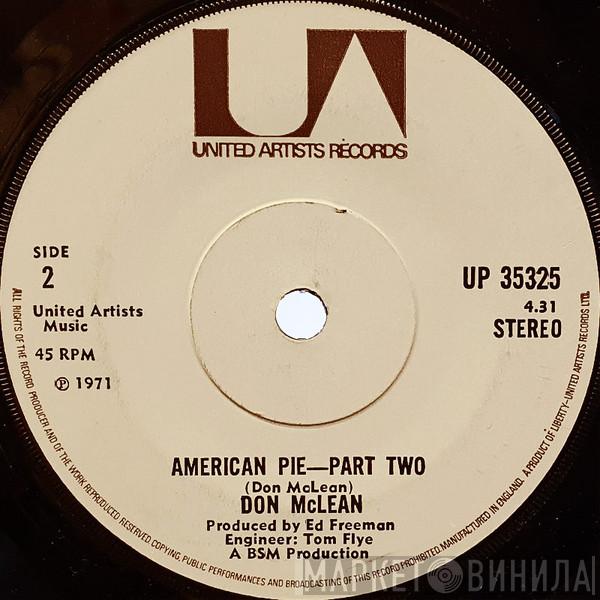 UA
UNITED ARTISTS RECORDS
SIDE
2
United Artists
Music
45 RPM
℗ 1971
UP 35325
4.31
STEREO
AMERICAN PIE—PART TWO
(Don McLean)
DON McLEAN
Produced by Ed Freeman
Engineer: Tom Flye
A BSM Production
ALL RIGHTS OF THE RECORD PRODUCER AND OF THE WORK REPRODUCED RESERVED. COPYING, PUBLIC PERFORMANCES AND BROADCASTING OF THIS RECORD PROHIBITED. MANUFACTURED IN ENGLAND. A PRODUCT OF LIBERTY-UNITED ARTISTS RECORDS LTD.
МАРКЕТ ВИНИЛА